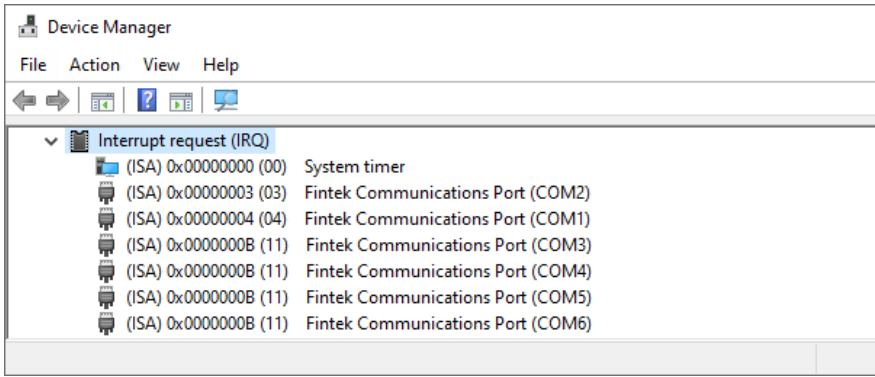 Device Manager
File Action View Help
Interrupt request (IRQ)
(ISA) 0x00000000 (00) System timer
(ISA) 0x00000003 (03) Fintek Communications Port (COM2)
(ISA) 0x00000004 (04) Fintek Communications Port (COM1)
(ISA) 0x0000000B (11) Fintek Communications Port (COM3)
(ISA) 0x0000000B (11) Fintek Communications Port (COM4)
(ISA) 0x0000000B (11) Fintek Communications Port (COM5)
(ISA) 0x0000000B (11) Fintek Communications Port (COM6)